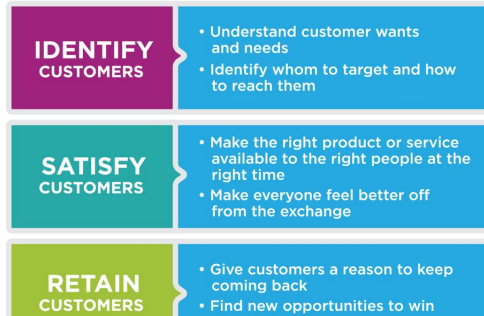 IDENTIFY
CUSTOMERS
• Understand customer wants
and needs
• Identify whom to target and how
to reach them
SATISFY
CUSTOMERS
• Make the right product or service
available to the right people at the
right time
• Make everyone feel better off
from the exchange
RETAIN
CUSTOMERS
• Give customers a reason to keep
coming back
• Find new opportunities to win